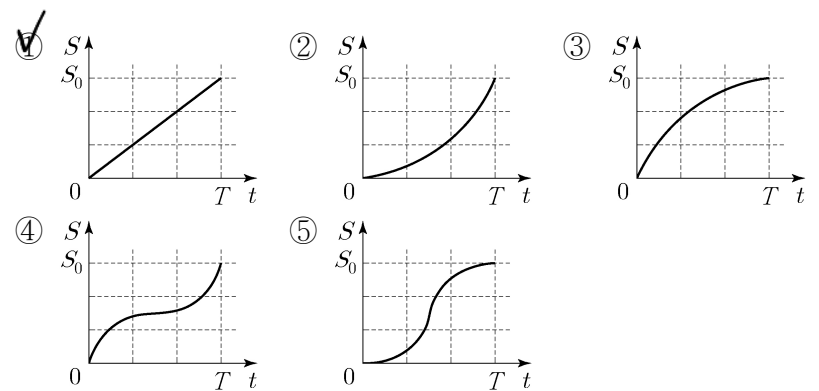 ① S ② S ③ S
S₀ S₀ S₀
0 T t 0 T t 0 T t
④ S ⑤ S
S₀ S₀
0 T t 0 T t